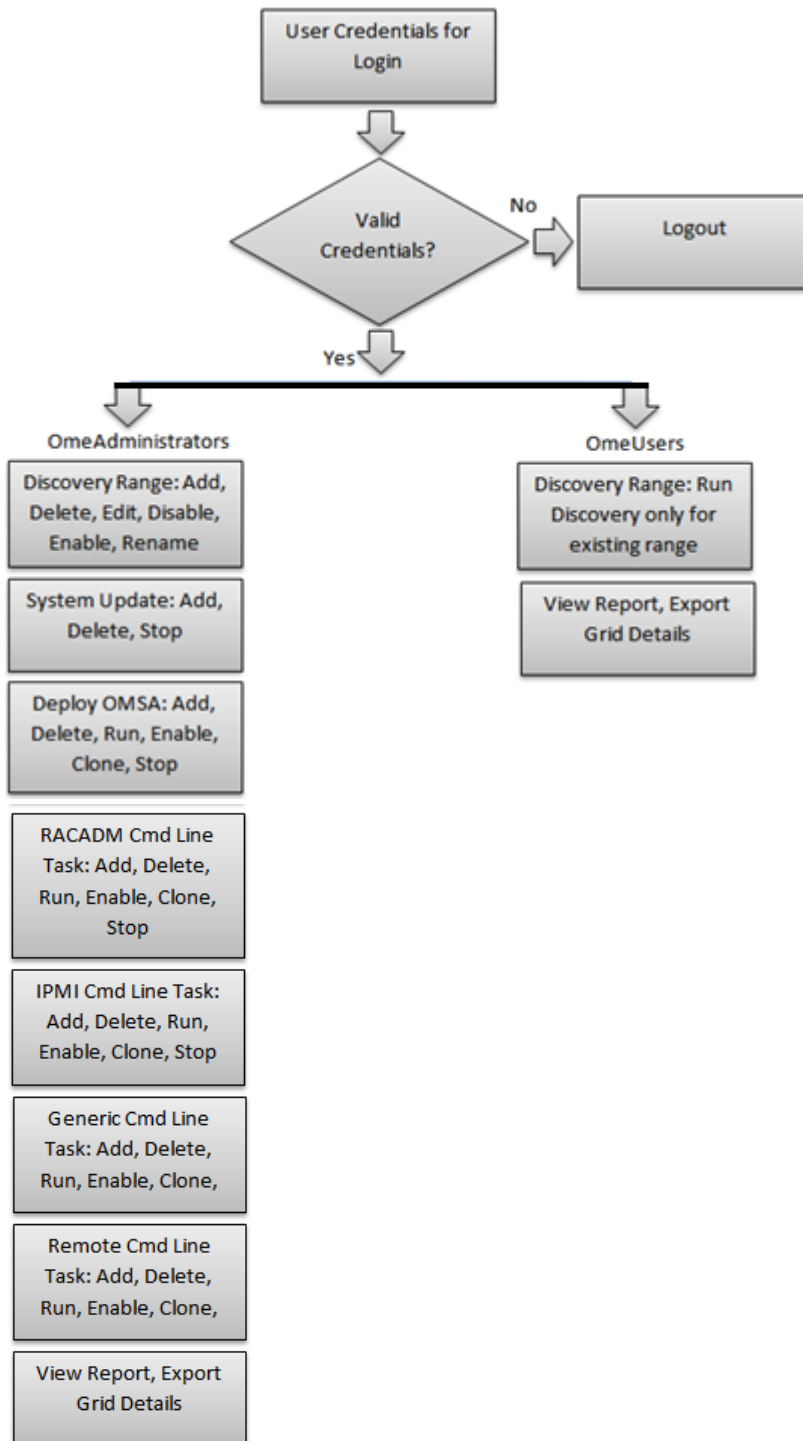 User Credentials for
Login
Valid
Credentials?
No
Logout
Yes
OmeAdministrators
Discovery Range: Add,
Delete, Edit, Disable,
Enable, Rename
System Update: Add,
Delete, Stop
Deploy OMSA: Add,
Delete, Run, Enable,
Clone, Stop
RACADM Cmd Line
Task: Add, Delete,
Run, Enable, Clone,
Stop
IPMI Cmd Line Task:
Add, Delete, Run,
Enable, Clone, Stop
Generic Cmd Line
Task: Add, Delete,
Run, Enable, Clone,
Remote Cmd Line
Task: Add, Delete,
Run, Enable, Clone,
View Report, Export
Grid Details
OmeUsers
Discovery Range: Run
Discovery only for
existing range
View Report, Export
Grid Details